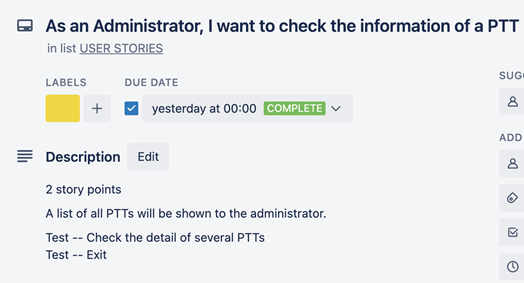 As an Administrator, I want to check the information of a PTT
in list USER STORIES
LABELS
DUE DATE
+
yesterday at 00:00 COMPLETE
Description Edit
2 story points
A list of all PTTs will be shown to the administrator.
Test -- Check the detail of several PTTs
Test -- Exit
SUGG
ADD